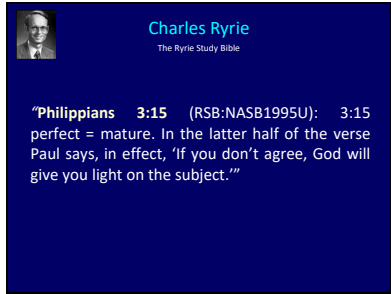 Charles Ryrie
The Ryrie Study Bible
“Philippians 3:15 (RSB:NASB1995U): 3:15
perfect = mature. In the latter half of the verse
Paul says, in effect, ‘If you don’t agree, God will
give you light on the subject.’”